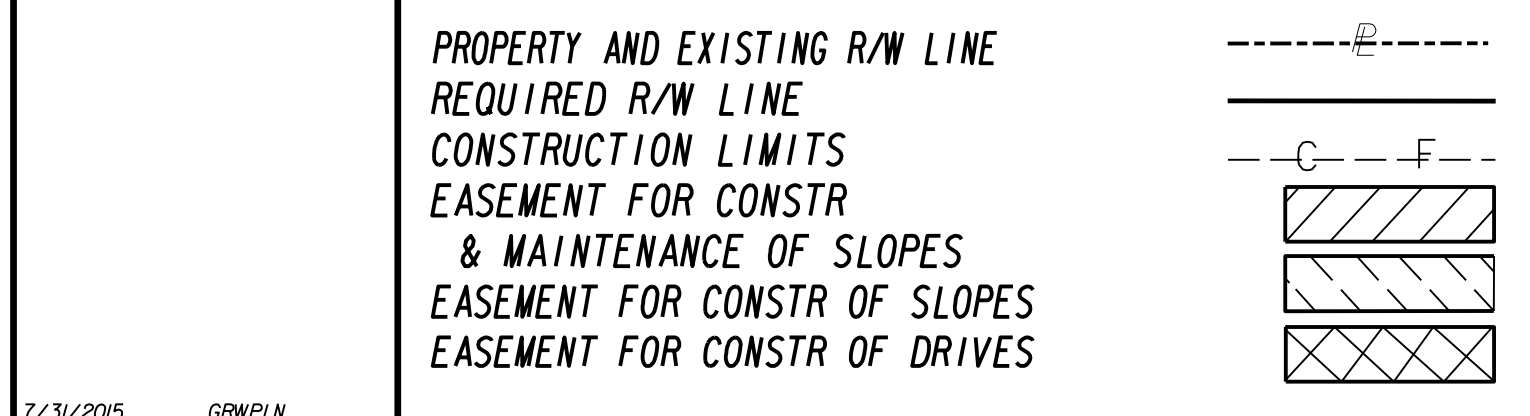 PROPERTY AND EXISTING R/W LINE
PL
REQUIRED R/W LINE
CONSTRUCTION LIMITS
C F
EASEMENT FOR CONSTR
& MAINTENANCE OF SLOPES
EASEMENT FOR CONSTR OF SLOPES
EASEMENT FOR CONSTR OF DRIVES
7/31/2015 GRWPLN